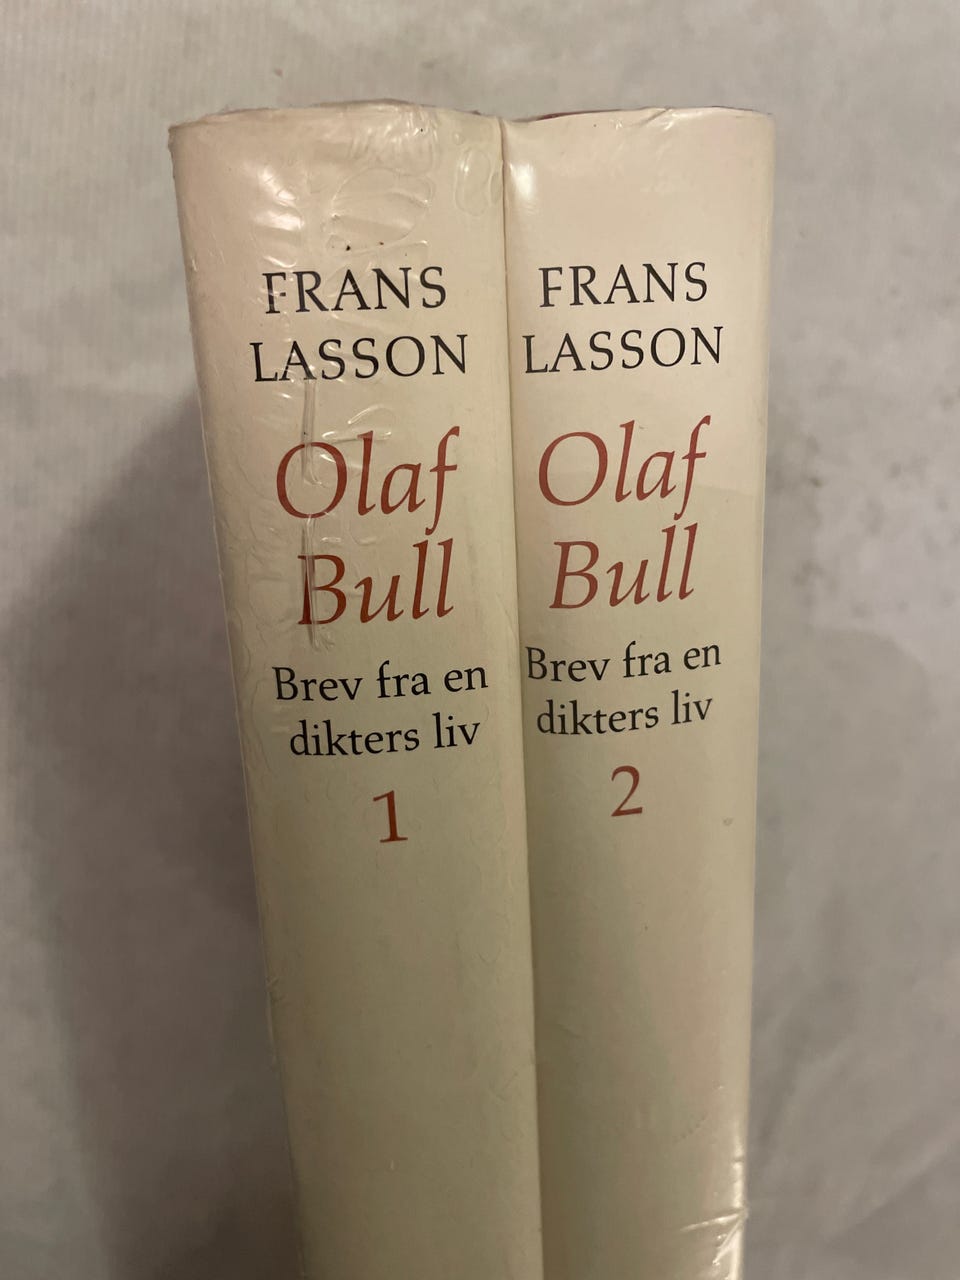 FRANS
LASSON
Olaf
Bull
Brev fra en
dikters liv
1
FRANS
LASSON
Olaf
Bull
Brev fra en
dikters liv
2